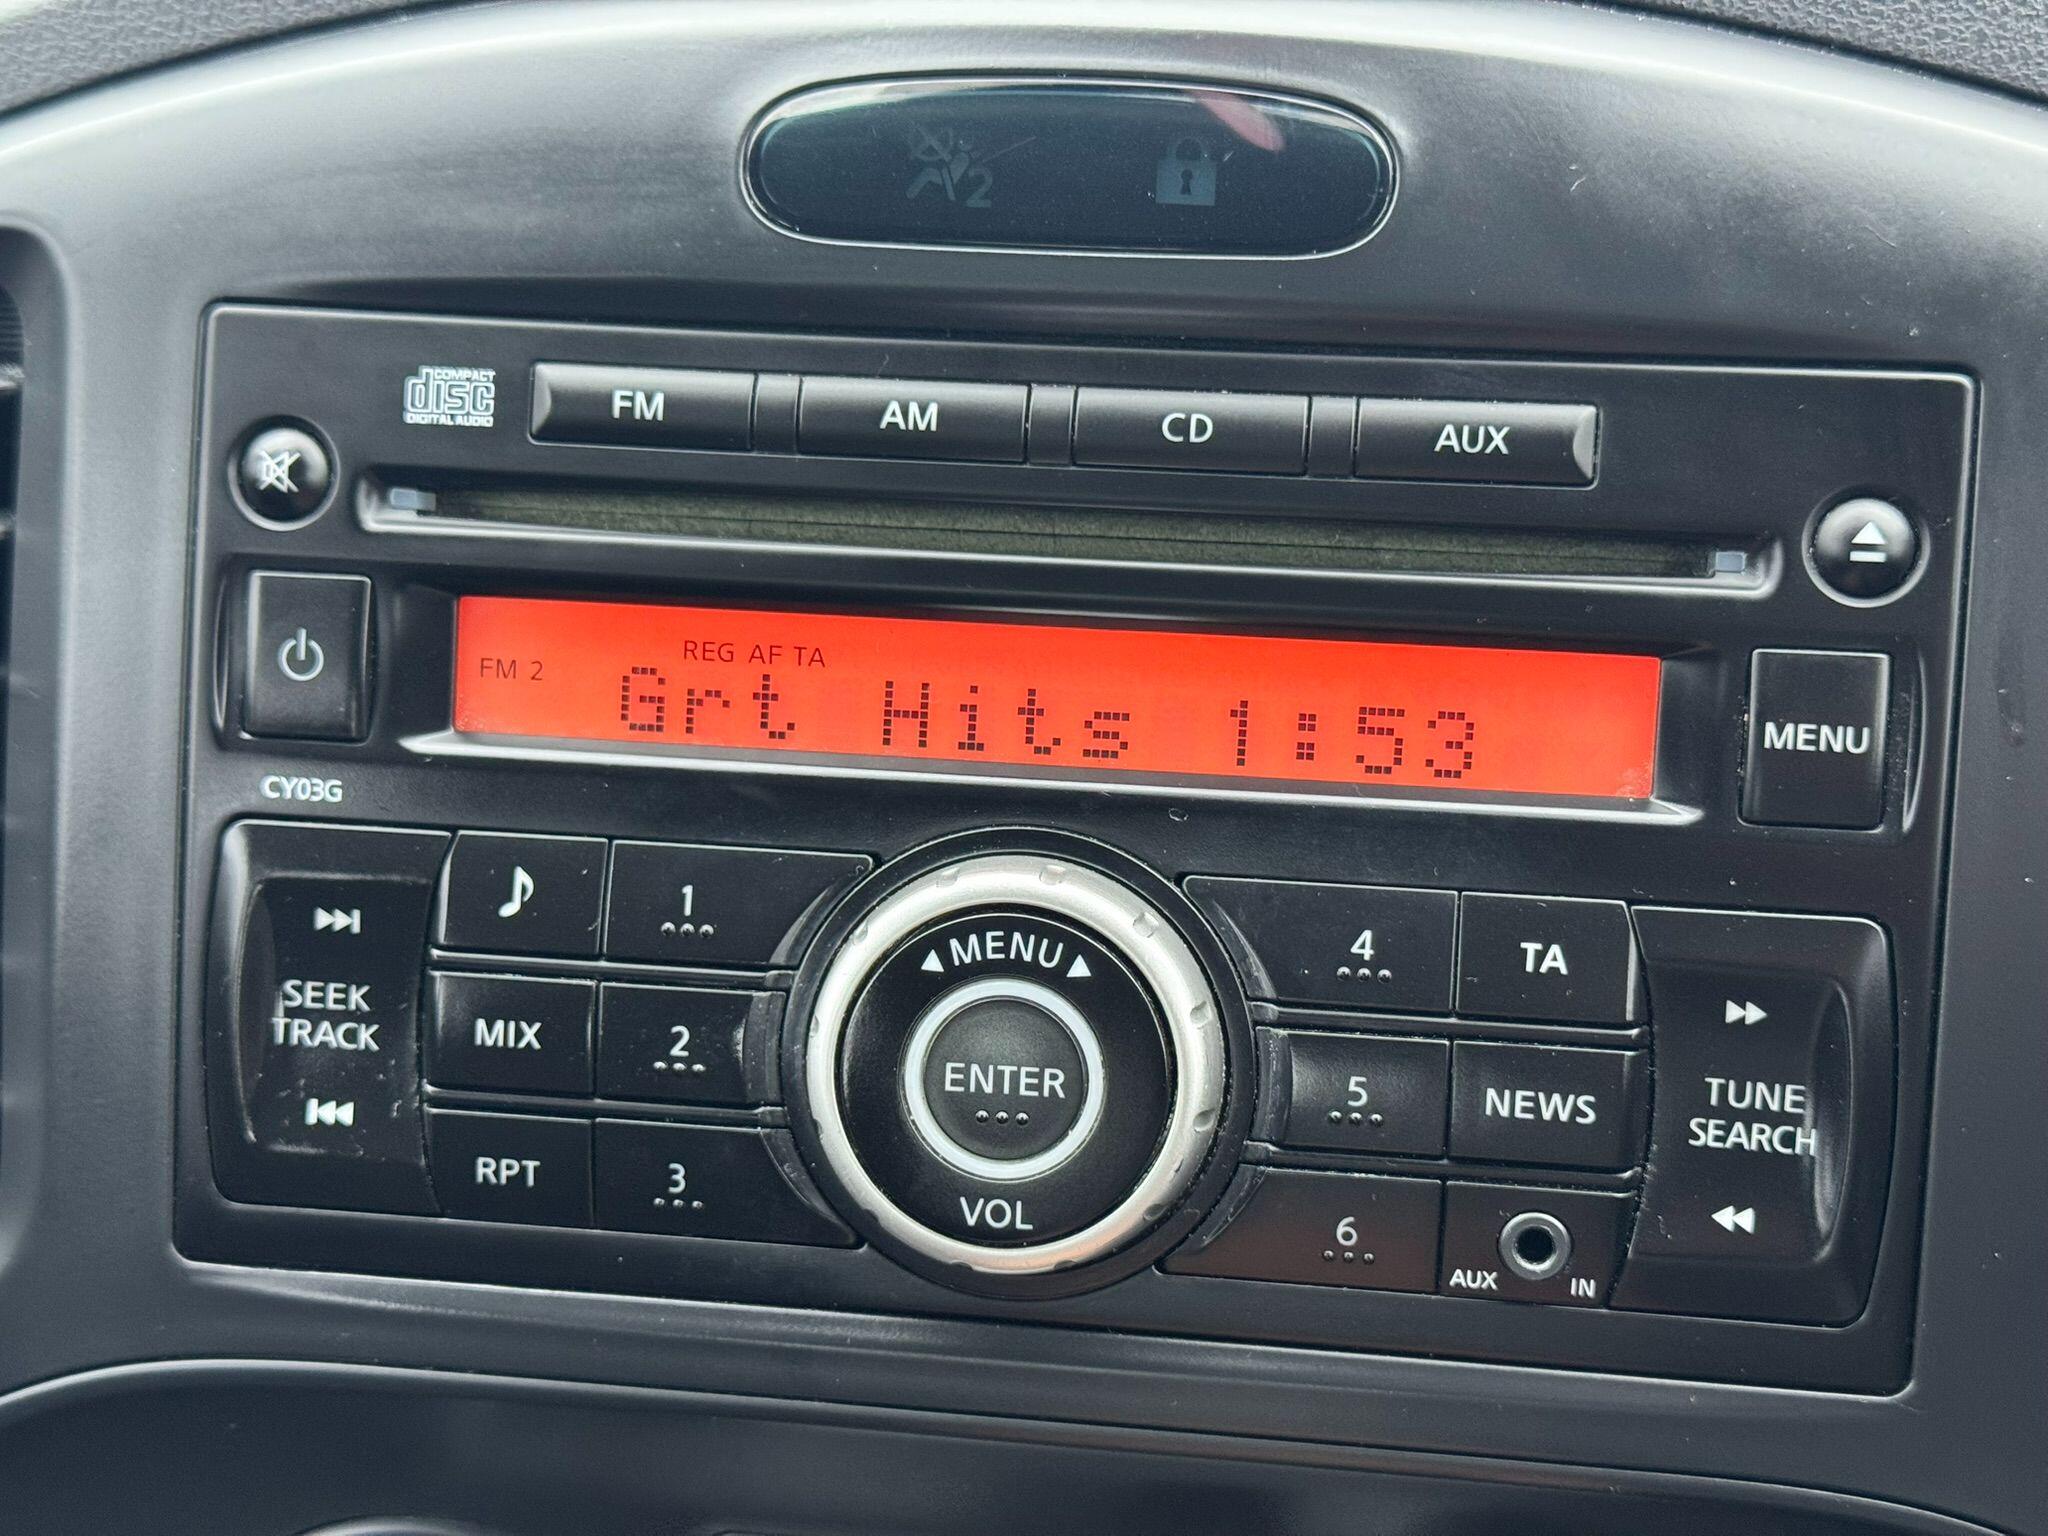 2
COMPACT
disc
DIGITAL AUDIO
FM
AM
CD
AUX
REG AF TA
FM 2
Grt Hits 1:53
MENU
CY03G
SEEK
TRACK
1
MIX
2
RPT
3
MENU
ENTER
VOL
4
TA
5
NEWS
6
AUX IN
TUNE
SEARCH